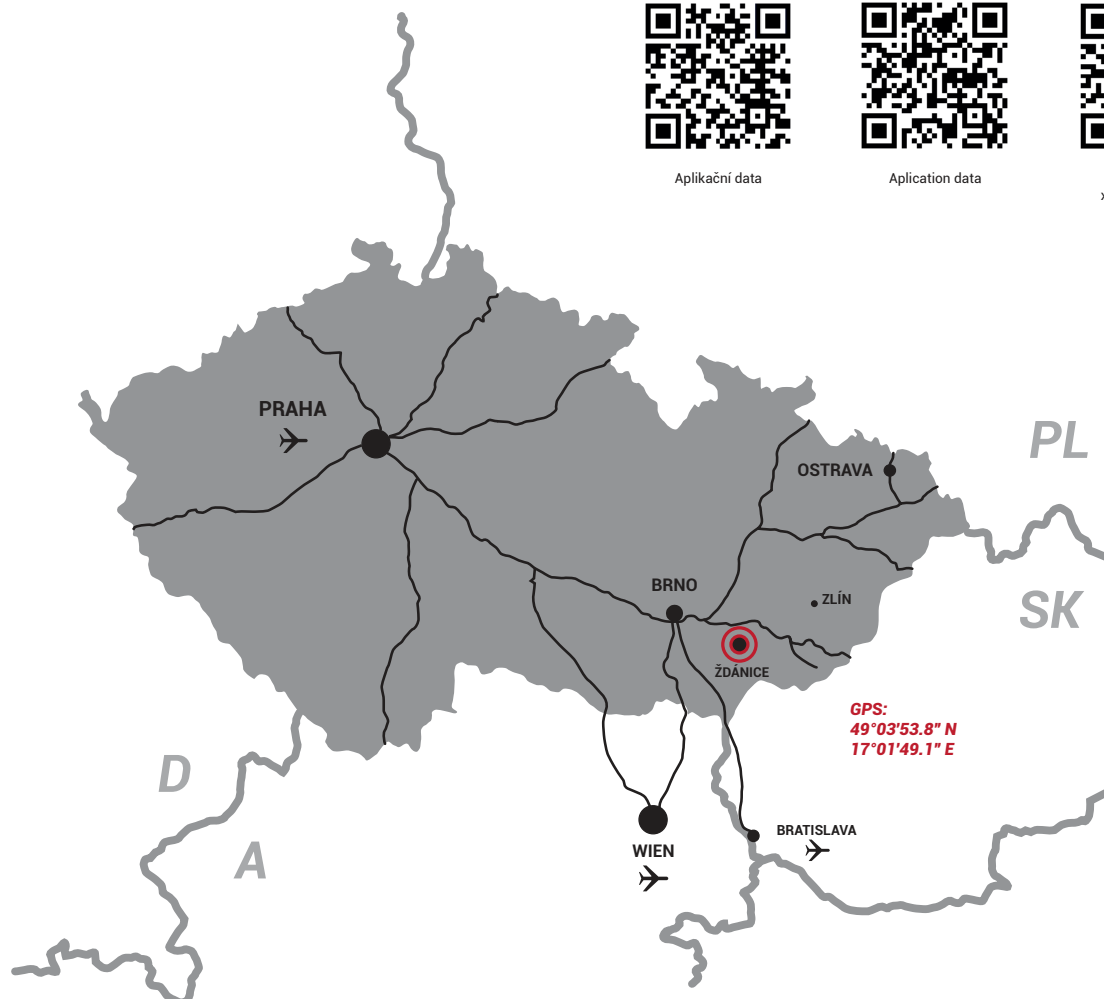 Aplikační data
Aplication data
PRAHA
PL
OSTRAVA
BRNO
ZLÍN
SK
ŽDÁNICE
GPS:
49°03'53.8" N
17°01'49.1" E
D
BRATISLAVA
A
WIEN